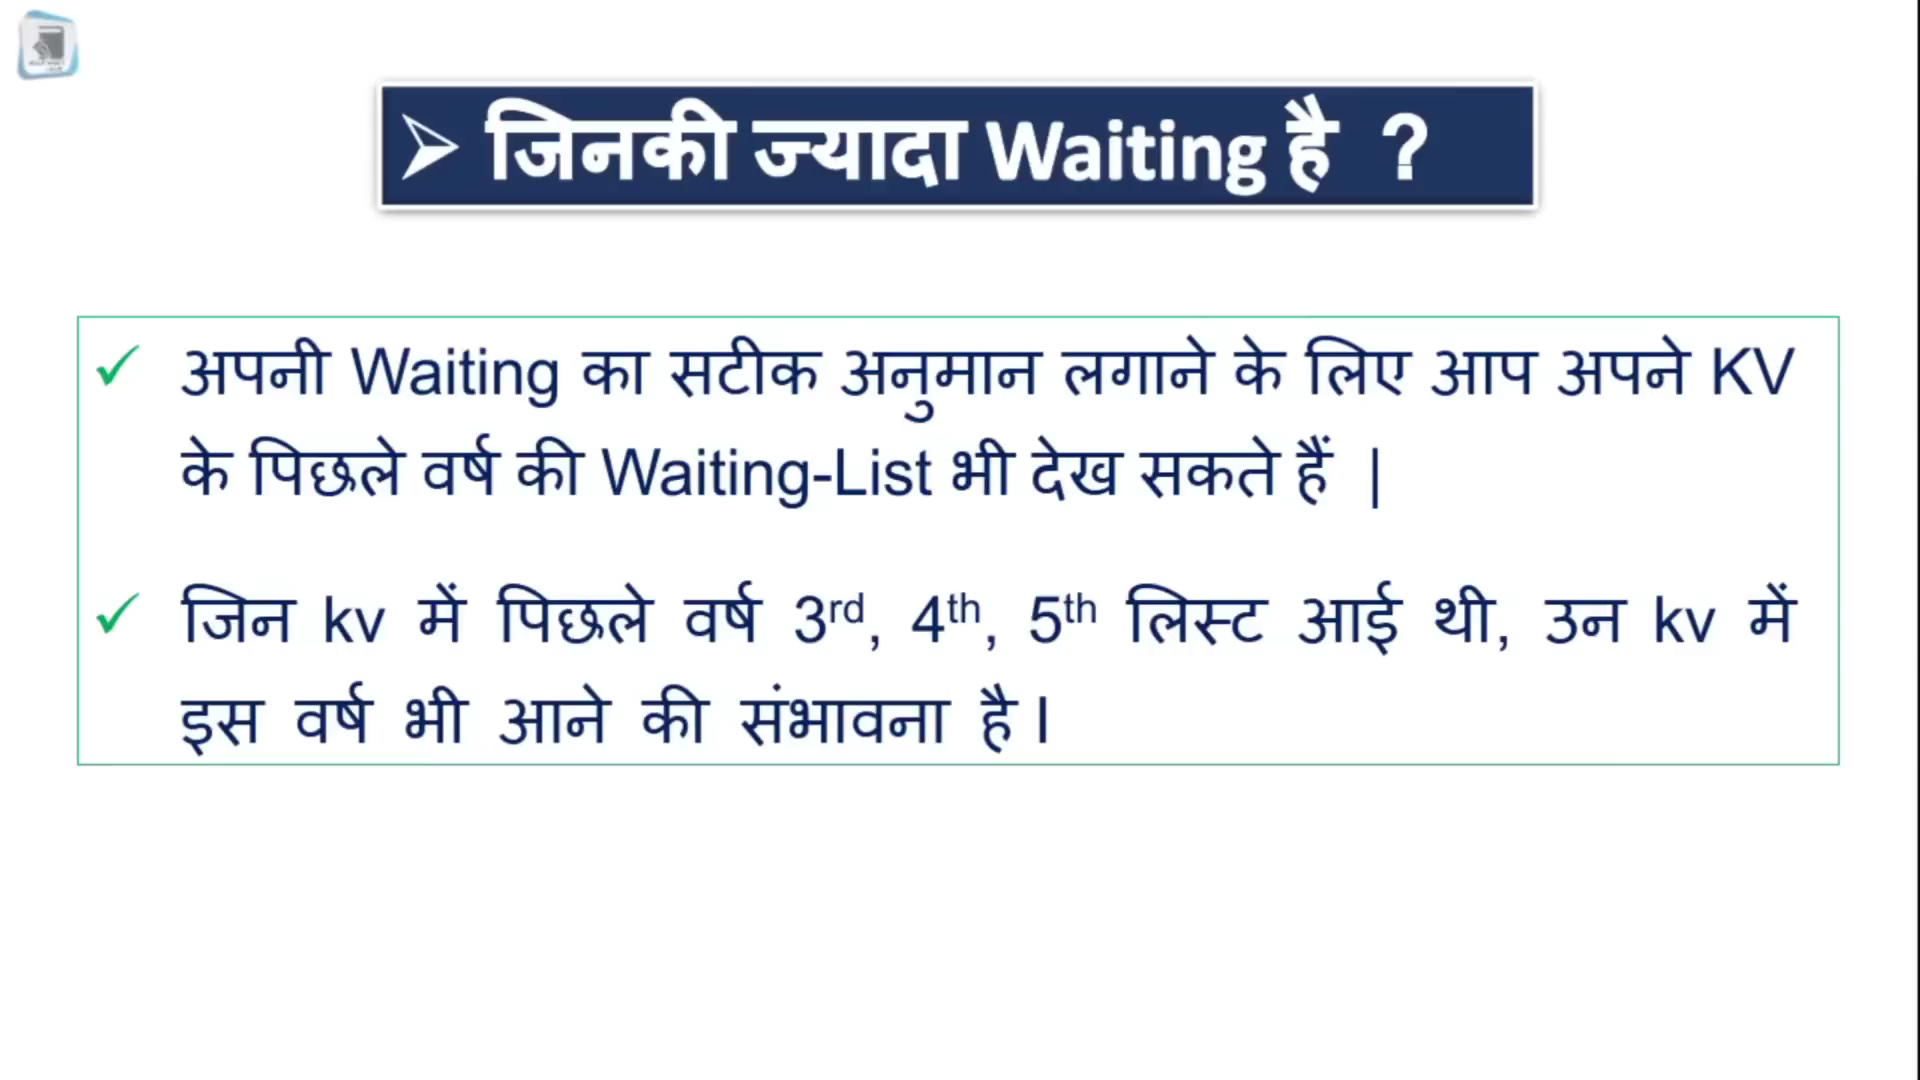 ➢ जिनकी ज्यादा Waiting है ?
✓ अपनी Waiting का सटीक अनुमान लगाने के लिए आप अपने KV
के पिछले वर्ष की Waiting-List भी देख सकते हैं |
✓ जिन kv में पिछले वर्ष 3rd, 4th, 5th लिस्ट आई थी, उन kv में
इस वर्ष भी आने की संभावना है।